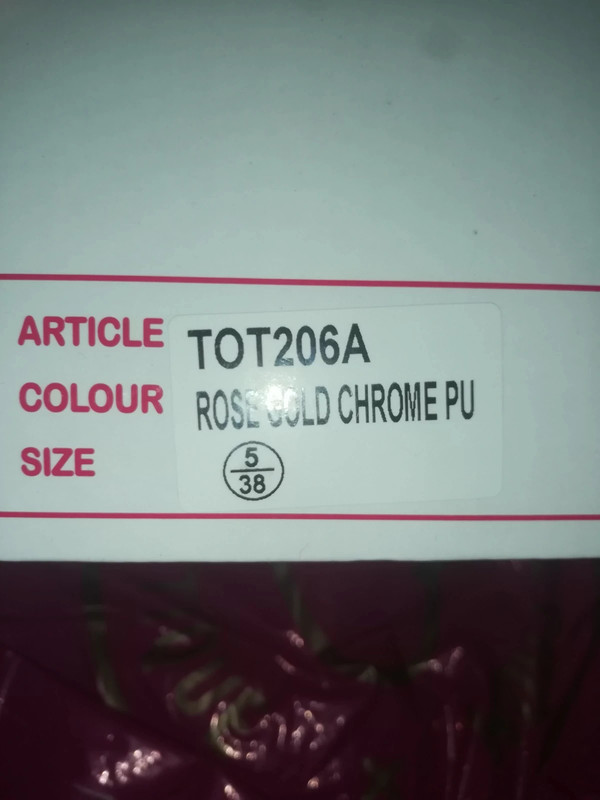 ARTICLE TOT206A
COLOUR ROSE GOLD CHROME PU
SIZE 5
38